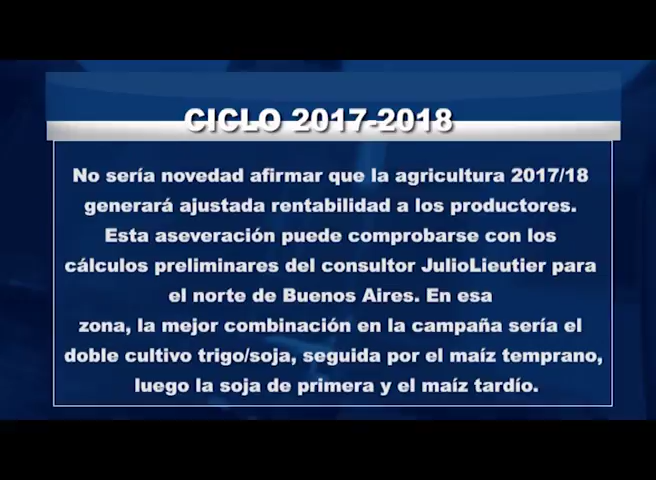 CICLO 2017-2018
No sería novedad afirmar que la agricultura 2017/18
generará ajustada rentabilidad a los productores.
Esta aseveración puede comprobarse con los
cálculos preliminares del consultor JulioLieutier para
el norte de Buenos Aires. En esa
zona, la mejor combinación en la campaña sería el
doble cultivo trigo/soja, seguida por el maíz temprano,
luego la soja de primera y el maíz tardío.